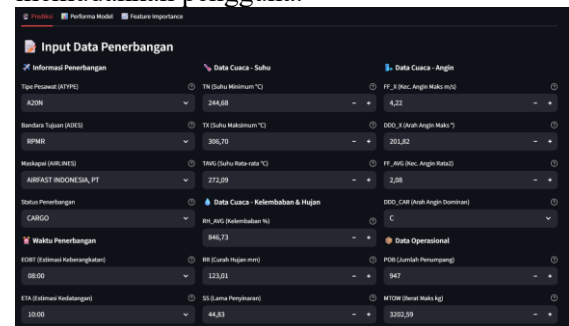 Prediksi Performa Model Feature Importance
Input Data Penerbangan
Informasi Penerbangan
Tipe Pesawat (ATYPE)
A20N
Bandara Tujuan (ADES)
RPMR
Maskapai (AIRLINES)
AIRFAST INDONESIA, PT
Status Penerbangan
CARGO
Waktu Penerbangan
EOBT (Estimasi Keberangkatan)
08:00
ETA (Estimasi Kedatangan)
10:00
Data Cuaca - Suhu
TN (Suhu Minimum °C)
244,68
TX (Suhu Maksimum °C)
306,70
TAVG (Suhu Rata-rata °C)
272,09
Data Cuaca - Kelembaban & Hujan
RH_AVG (Kelembaban %)
846,73
RR (Curah Hujan mm)
123,01
SS (Lama Penyinaran)
44,83
Data Cuaca - Angin
FF_X (Kec. Angin Maks m/s)
4,22
DDD_X (Arah Angin Maks °)
201,82
FF_AVG (Kec. Angin Rata2)
2,08
DDD_CAR (Arah Angin Dominan)
C
Data Operasional
POB (Jumlah Penumpang)
947
MTOW (Berat Maks kg)
3202,59